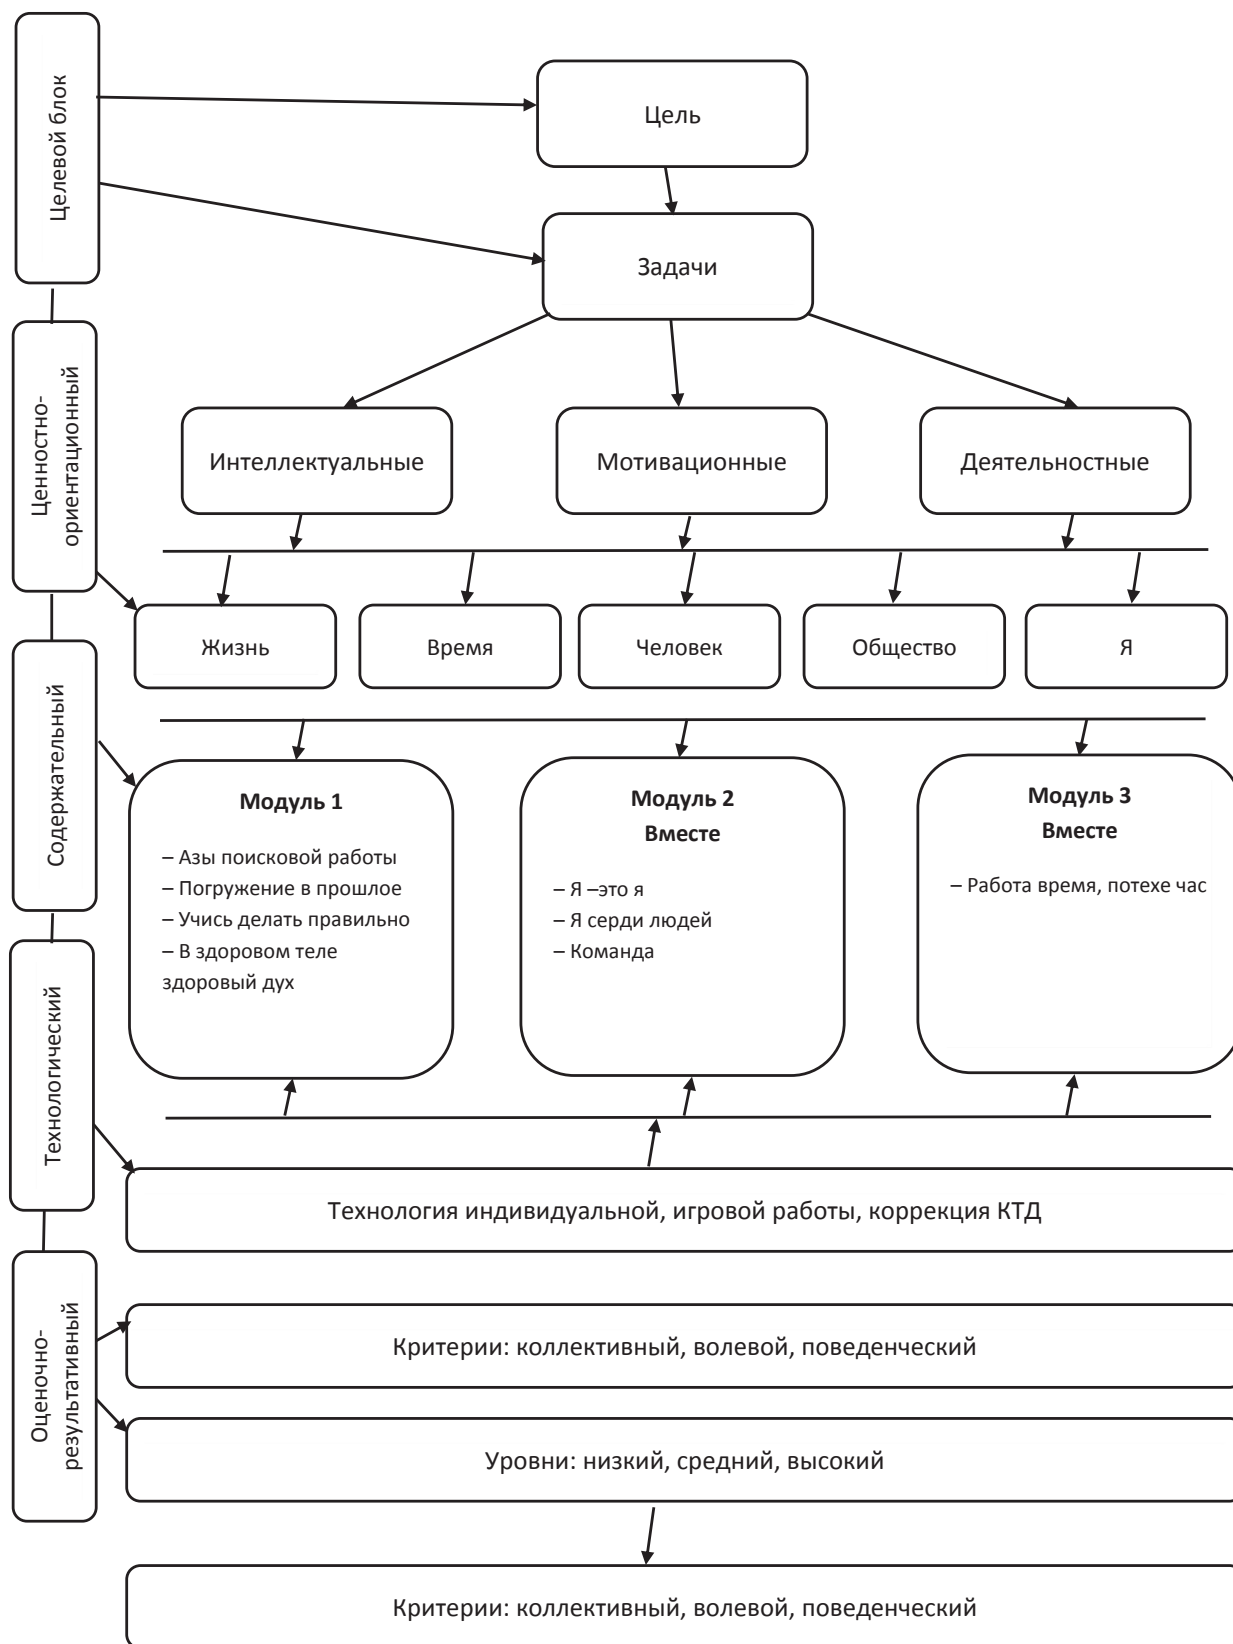 Целевой блок
Цель
Задачи
Ценностно-
ориентационный
Интеллектуальные
Мотивационные
Деятельностные
Жизнь
Время
Человек
Общество
Я
Содержательный
Модуль 1
– Азы поисковой работы
– Погружение в прошлое
– Учись делать правильно
– В здоровом теле
здоровый дух
Модуль 2
Вместе
– Я –это я
– Я серди людей
– Команда
Модуль 3
Вместе
– Работа время, потехе час
Технологический
Технология индивидуальной, игровой работы, коррекция КТД
Оценочно-
результативный
Критерии: коллективный, волевой, поведенческий
Уровни: низкий, средний, высокий
Критерии: коллективный, волевой, поведенческий